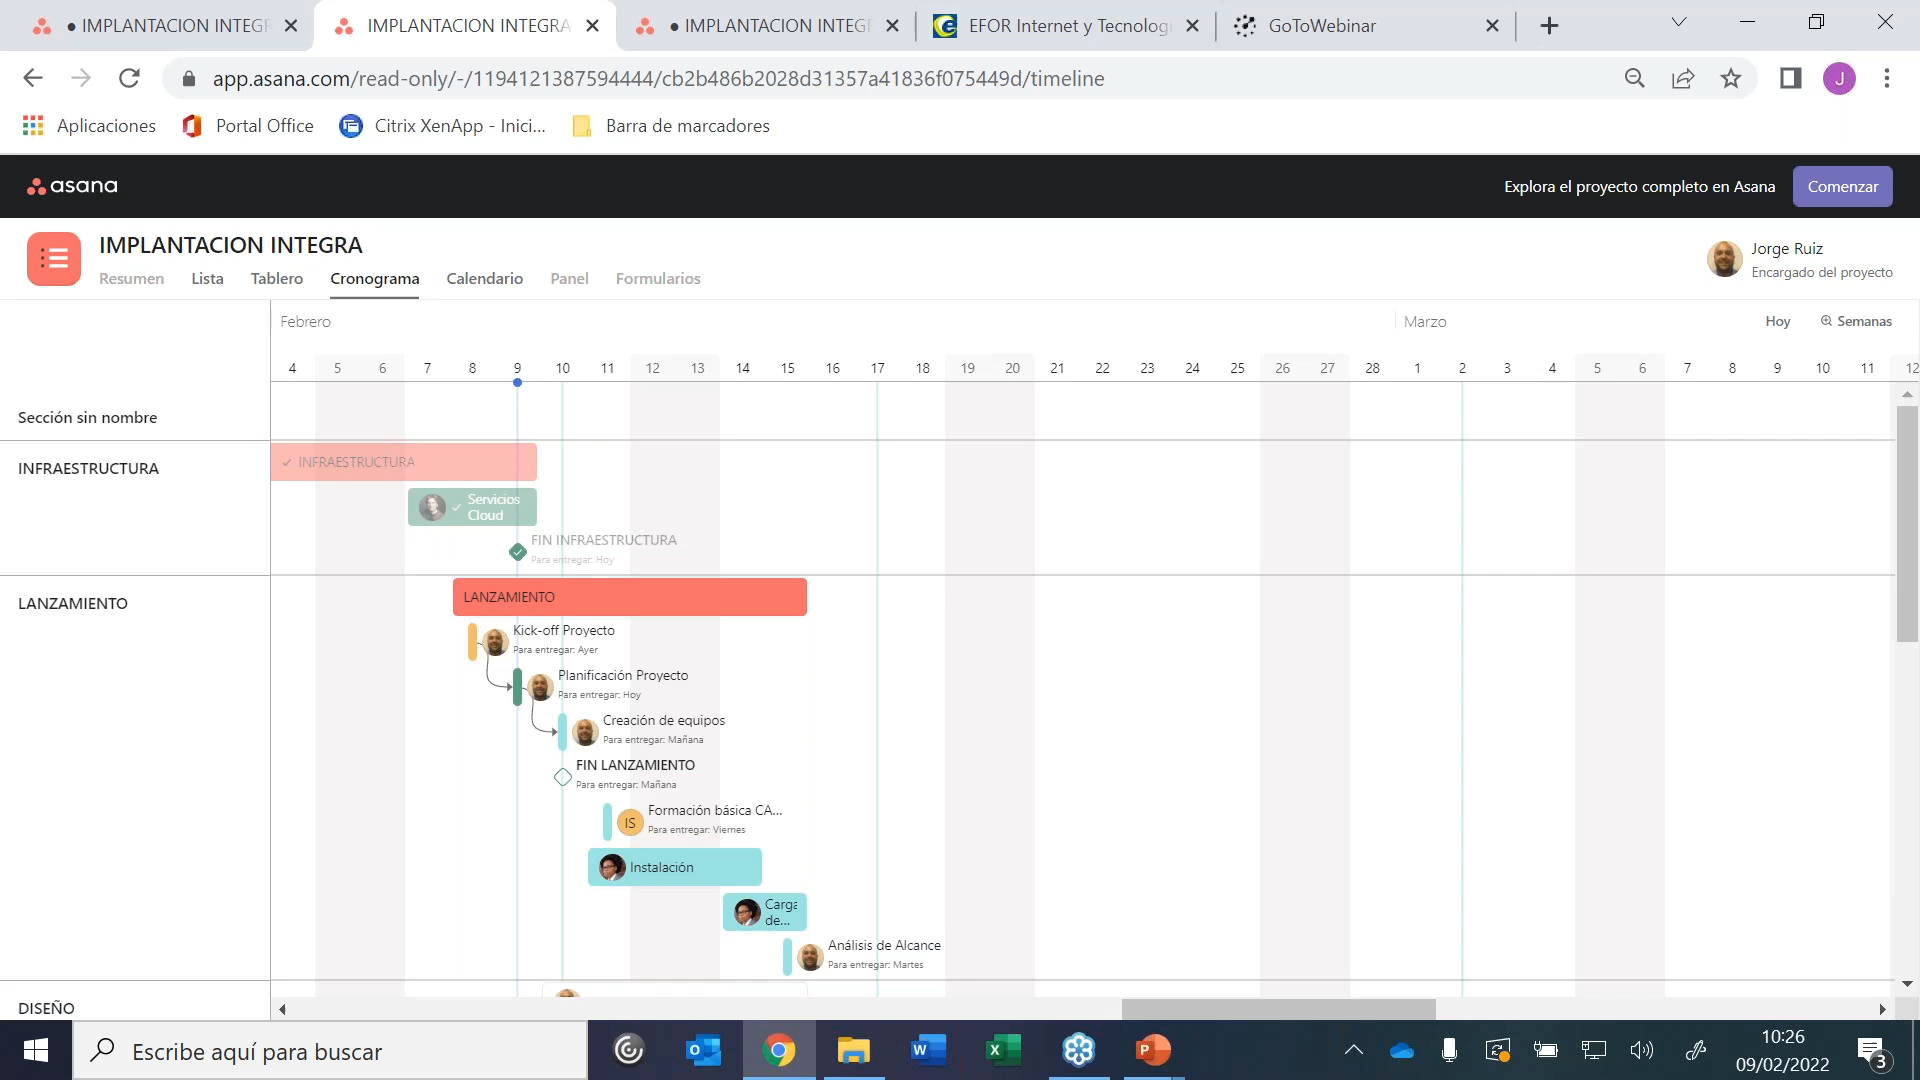 ● IMPLANTACION INTEGR
IMPLANTACION INTEGRA
● IMPLANTACION INTEGR
EFOR Internet y Tecnologi
GoToWebinar
app.asana.com/read-only/-/1194121387594444/cb2b486b2028d31357a41836f075449d/timeline
J
Aplicaciones
Portal Office
Citrix XenApp - Inici...
Barra de marcadores
asana
Explora el proyecto completo en Asana
Comenzar
IMPLANTACION INTEGRA
Resumen Lista Tablero Cronograma Calendario Panel Formularios
Jorge Ruiz
Encargado del proyecto
Febrero Marzo Hoy Semanas
4 5 6 7 8 9 10 11 12 13 14 15 16 17 18 19 20 21 22 23 24 25 26 27 28 1 2 3 4 5 6 7 8 9 10 11 12
Sección sin nombre
INFRAESTRUCTURA
INFRAESTRUCTURA
Servicios
Cloud
FIN INFRAESTRUCTURA
Para entregar: Hoy
LANZAMIENTO
LANZAMIENTO
Kick-off Proyecto
Para entregar: Ayer
Planificación Proyecto
Para entregar: Hoy
Creación de equipos
Para entregar: Mañana
FIN LANZAMIENTO
Para entregar: Mañana
IS
Formación básica CA...
Para entregar: Viernes
Instalación
Carga
de...
Análisis de Alcance
Para entregar: Martes
DISEÑO
Escribe aquí para buscar
10:26
09/02/2022
3